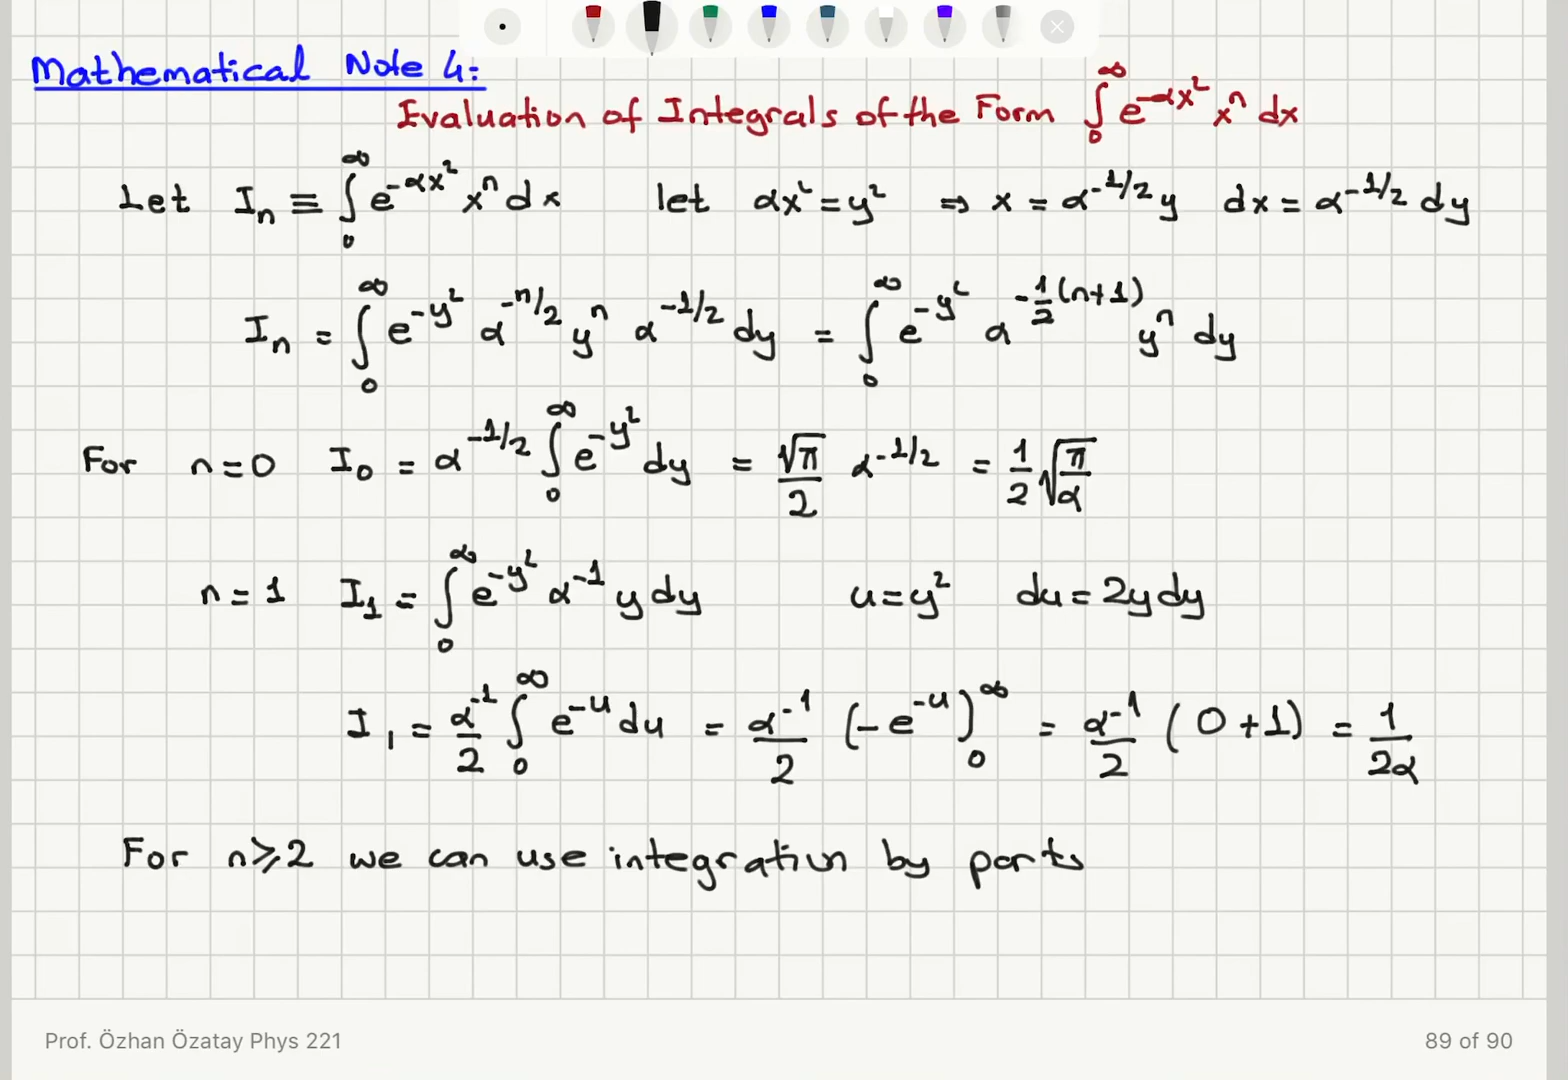 Mathematical Note 4:
Evaluation of Integrals of the Form ∫₀^∞ e^(-αx²) xⁿ dx
Let Iₙ ≡ ∫₀^∞ e^(-αx²) xⁿ dx let αx² = y² ⇒ x = α^(-1/2) y dx = α^(-1/2) dy
Iₙ = ∫₀^∞ e^(-y²) α^(-n/2) yⁿ α^(-1/2) dy = ∫₀^∞ e^(-y²) α^(-½(n+1)) yⁿ dy
For n=0 I₀ = α^(-1/2) ∫₀^∞ e^(-y²) dy = √π/2 α^(-1/2) = 1/2 √(π/α)
n=1 I₁ = ∫₀^∞ e^(-y²) α^(-1) y dy u=y² du=2y dy
I₁ = α^(-1)/2 ∫₀^∞ e^(-u) du = α^(-1)/2 (-e^(-u))₀^∞ = α^(-1)/2 (0+1) = 1/(2α)
For n⩾2 we can use integration by parts
Prof. Özhan Özatay Phys 221
89 of 90